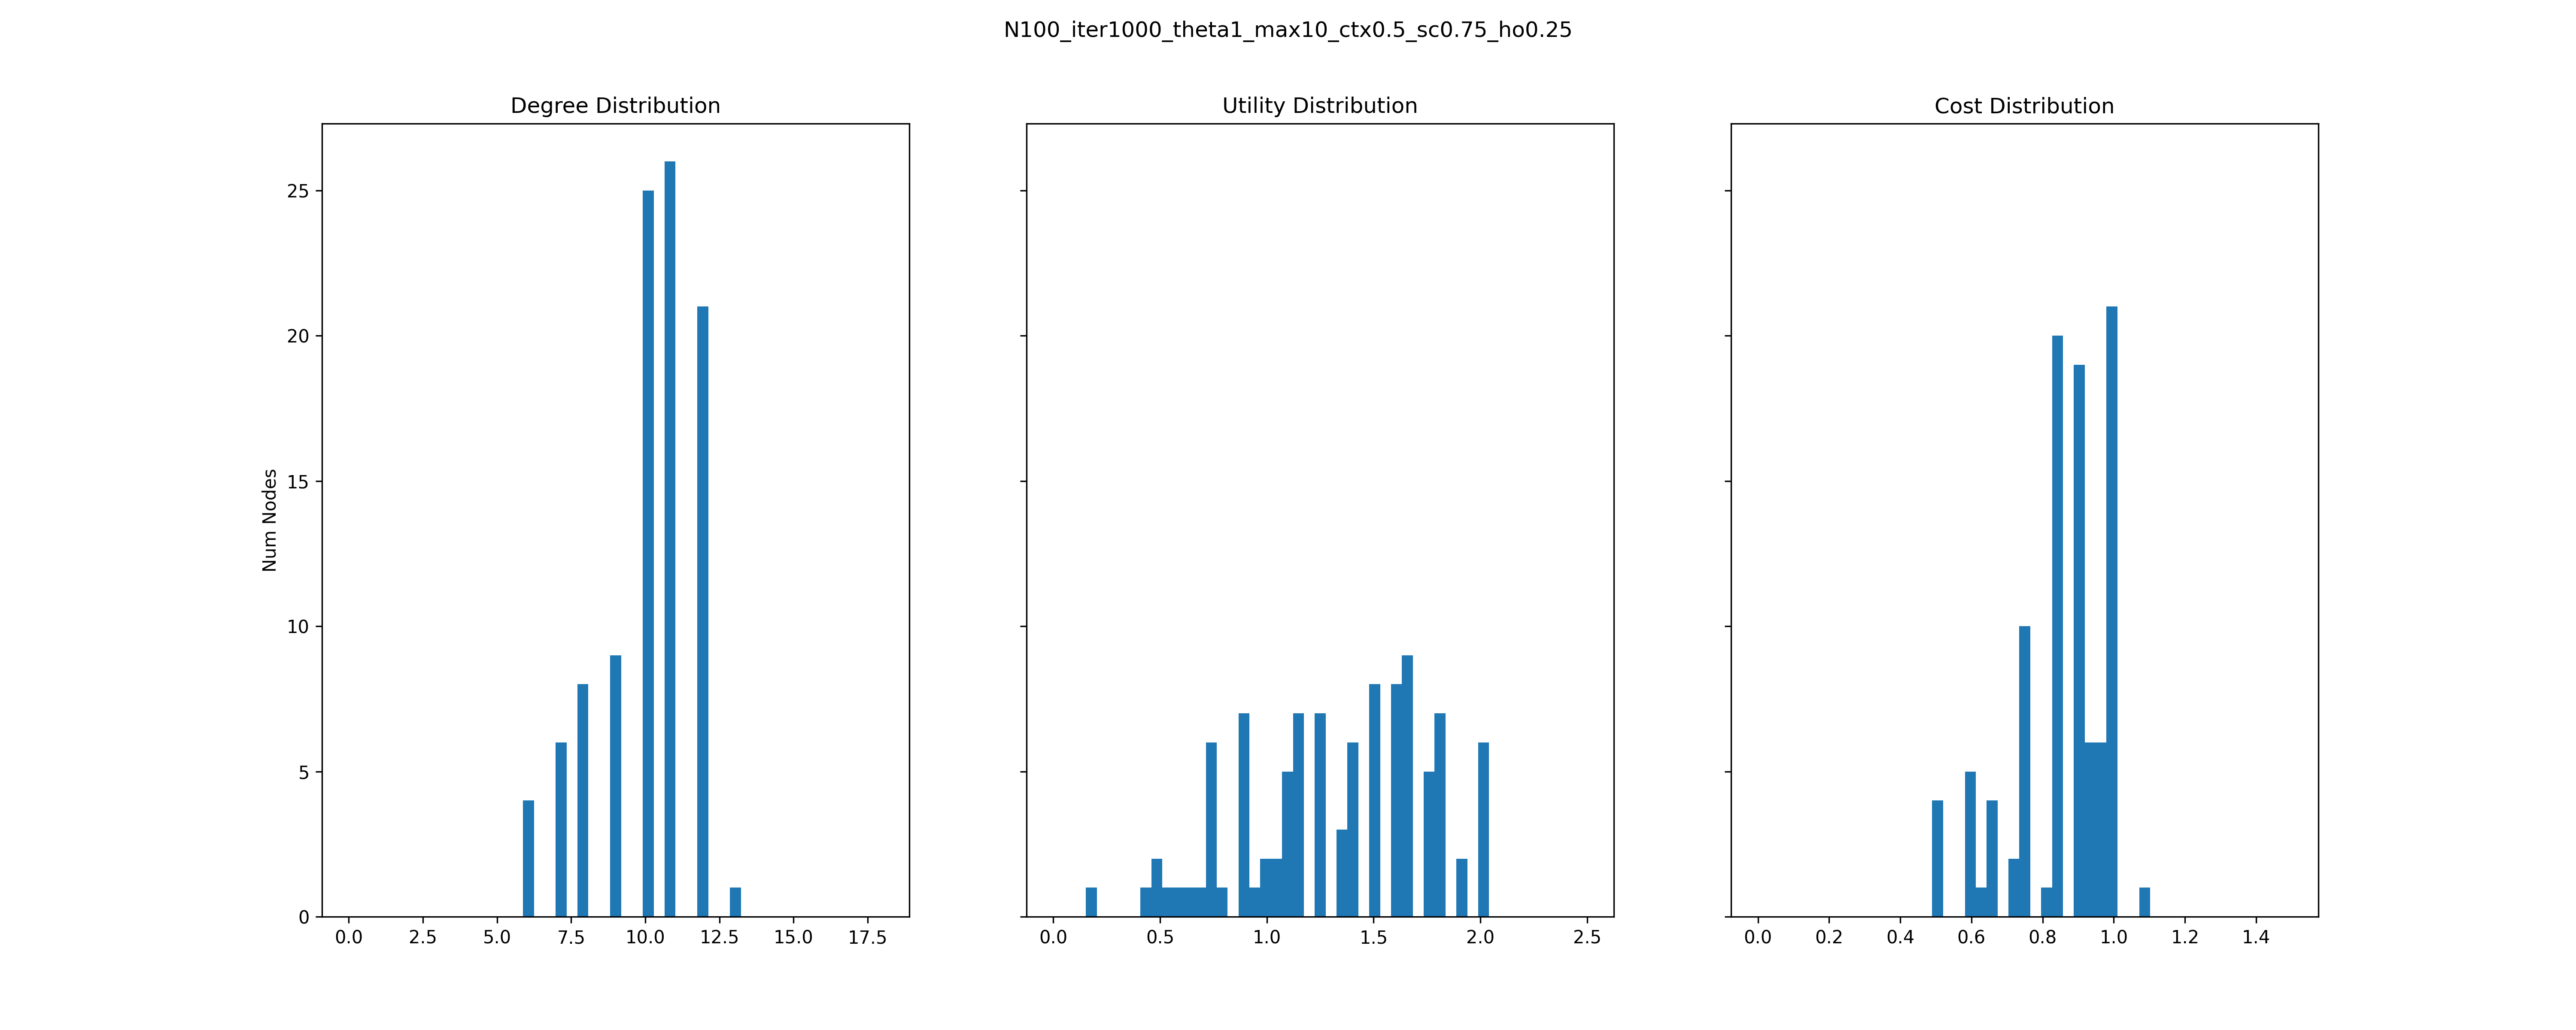 N100_iter1000_theta1_max10_ctx0.5_sc0.75_ho0.25
Degree Distribution
Utility Distribution
Cost Distribution
Num Nodes
25
20
15
10
5
0
0.0 2.5 5.0 7.5 10.0 12.5 15.0 17.5
0.0 0.5 1.0 1.5 2.0 2.5
0.0 0.2 0.4 0.6 0.8 1.0 1.2 1.4